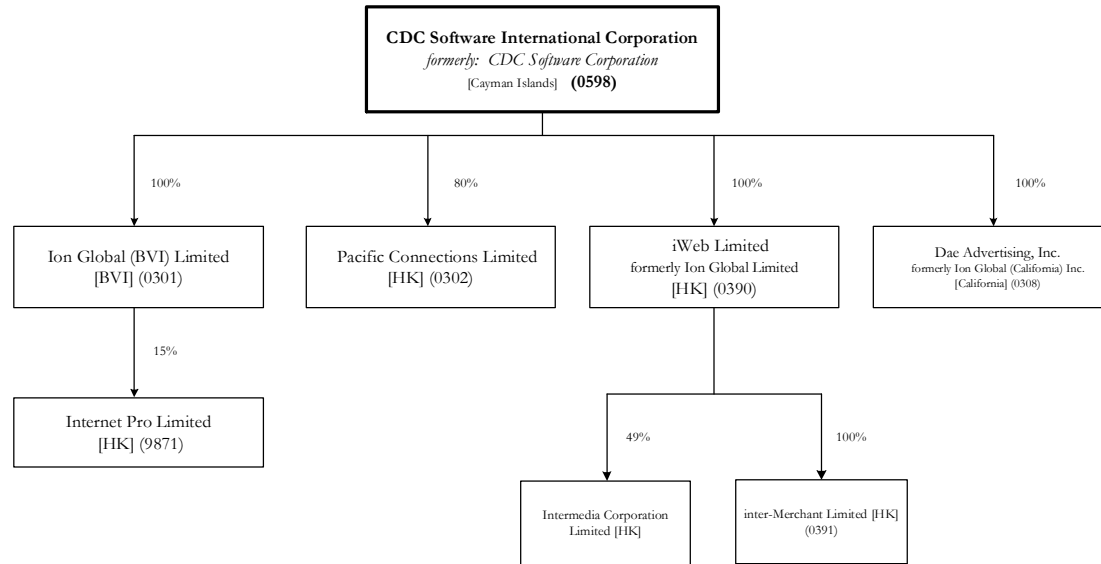 CDC Software International Corporation
formerly: CDC Software Corporation
[Cayman Islands] (0598)
100%
80%
100%
100%
Ion Global (BVI) Limited
[BVI] (0301)
Pacific Connections Limited
[HK] (0302)
iWeb Limited
formerly Ion Global Limited
[HK] (0390)
Dae Advertising, Inc.
formerly Ion Global (California) Inc.
[California] (0308)
15%
Internet Pro Limited
[HK] (9871)
49%
100%
Intermedia Corporation
Limited [HK]
inter-Merchant Limited [HK]
(0391)